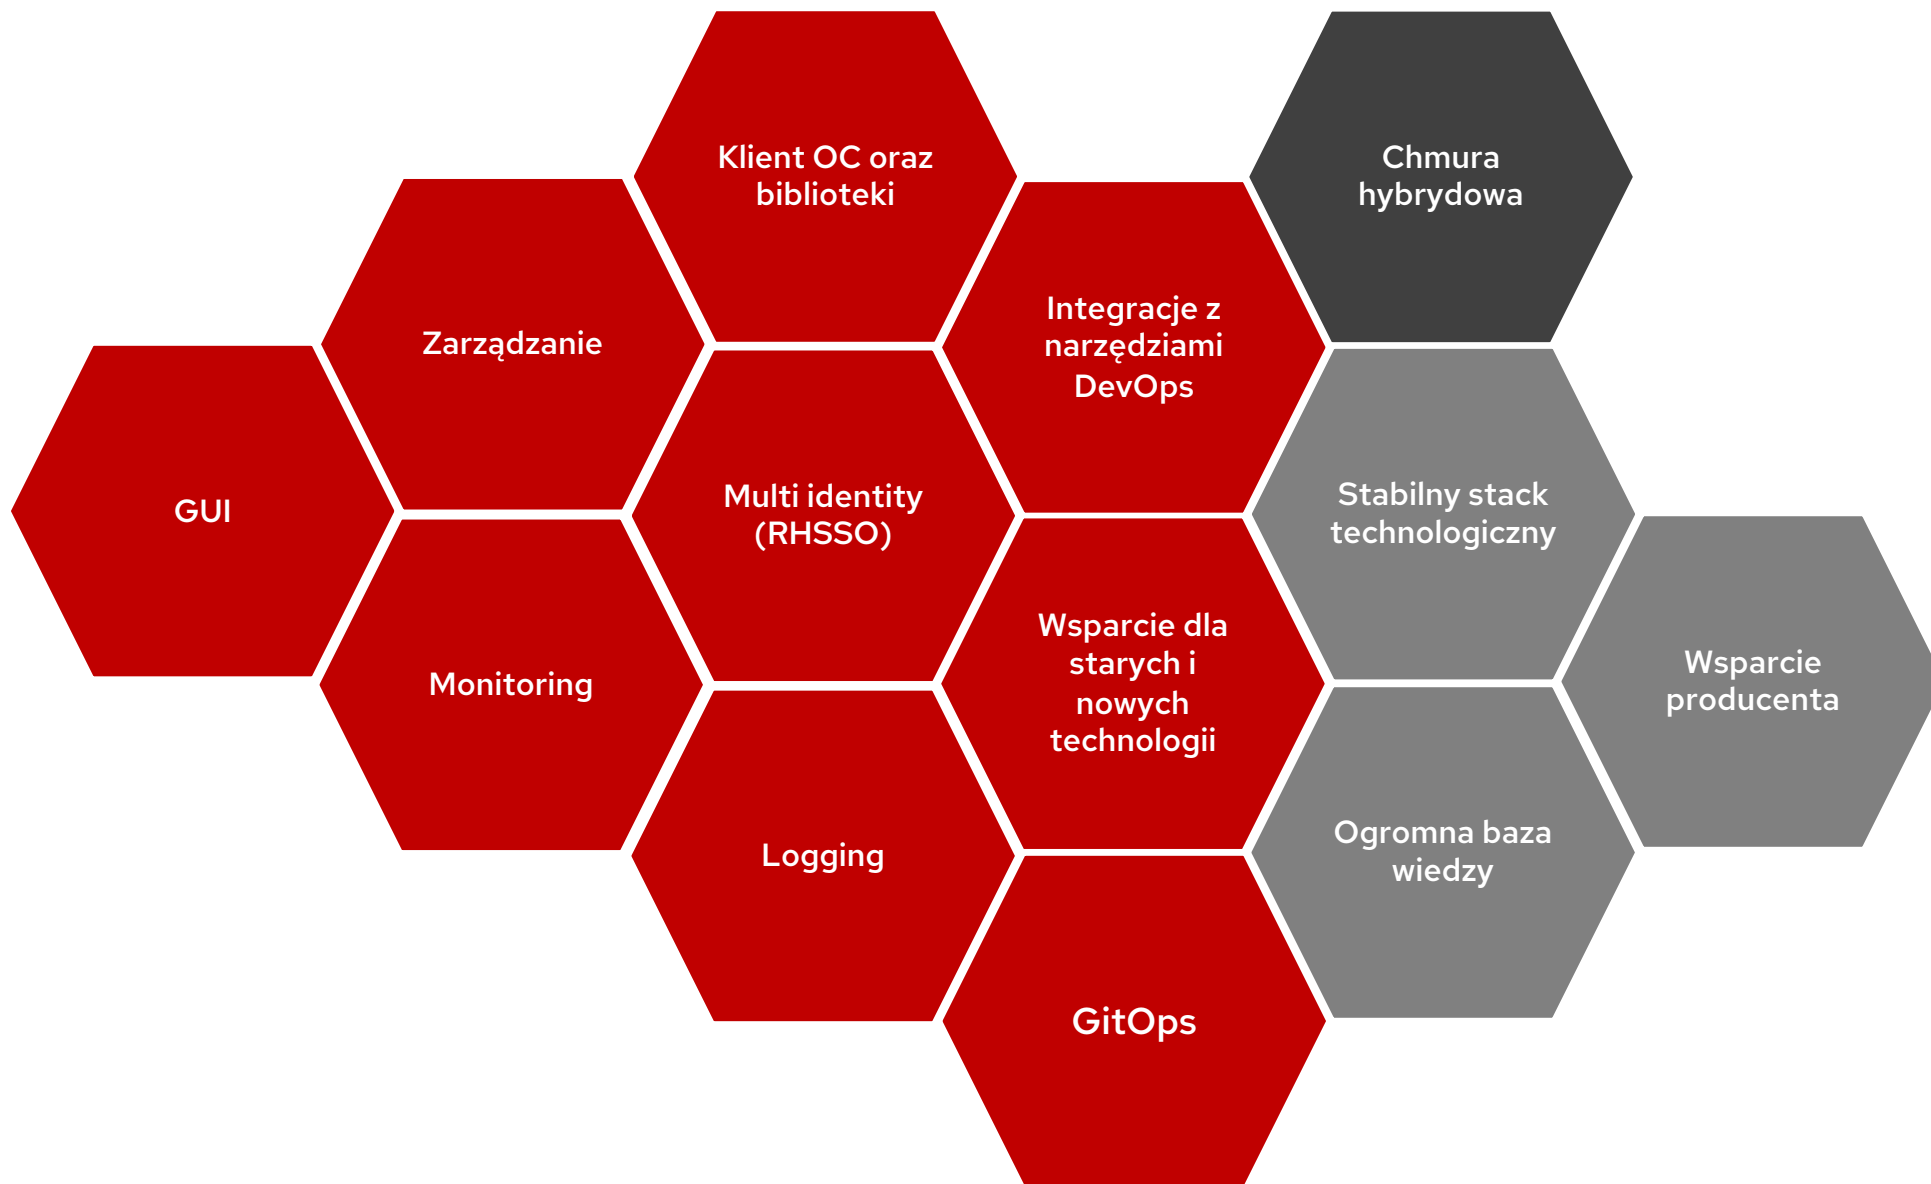 Klient OC oraz
biblioteki
Chmura
hybrydowa
Zarządzanie
Integracje z
narzędziami
DevOps
GUI
Multi identity
(RHSSO)
Stabilny stack
technologiczny
Monitoring
Wsparcie dla
starych i
nowych
technologii
Wsparcie
producenta
Logging
Ogromna baza
wiedzy
GitOps